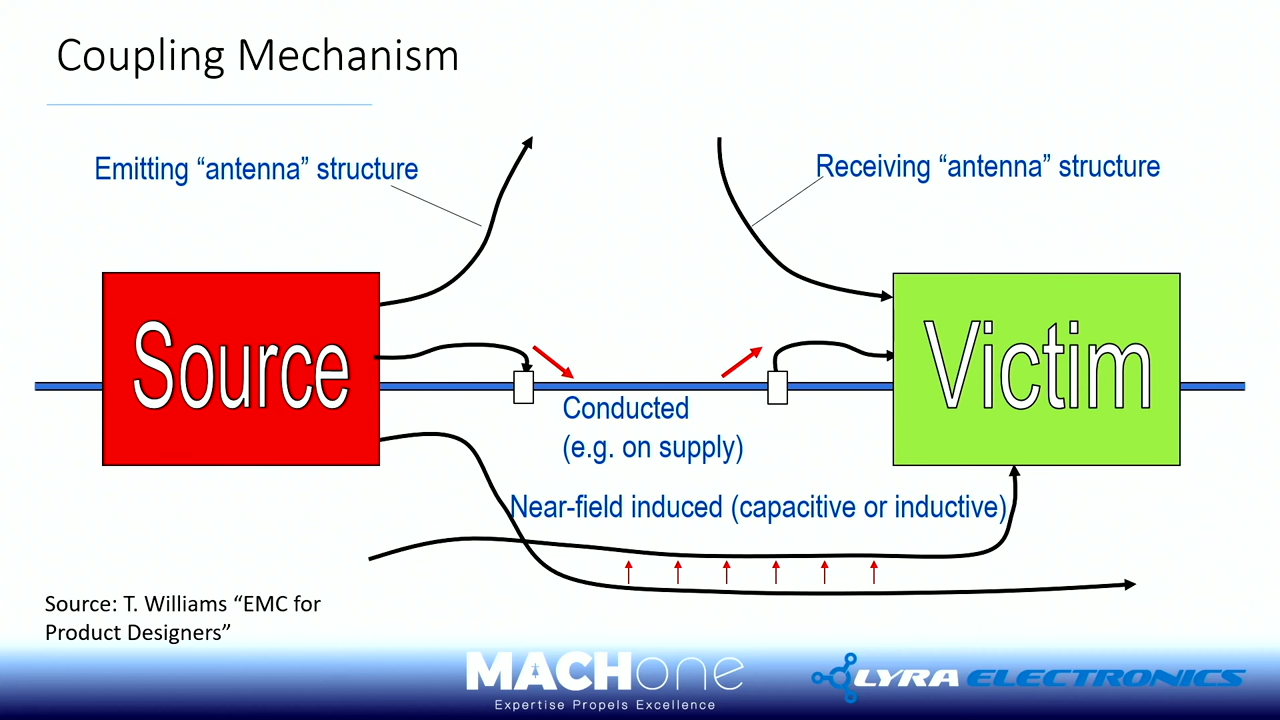 Coupling Mechanism
Emitting “antenna” structure
Receiving “antenna” structure
Source
Victim
Conducted
(e.g. on supply)
Near-field induced (capacitive or inductive)
Source: T. Williams “EMC for
Product Designers”
MACHone
Expertise Propels Excellence
LYRA ELECTRONICS